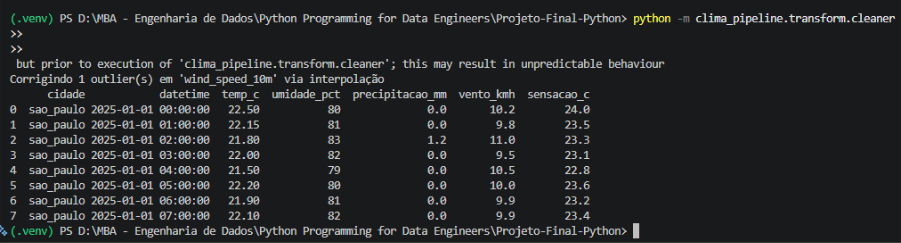 (.venv) PS D:\MBA - Engenharia de Dados\Python Programming for Data Engineers\Projeto-Final-Python> python -m clima_pipeline.transform.cleaner
>>
>>
 but prior to execution of 'clima_pipeline.transform.cleaner'; this may result in unpredictable behaviour
Corrigindo 1 outlier(s) em 'wind_speed_10m' via interpolação
      cidade            datetime  temp_c  umidade_pct  precipitacao_mm  vento_kmh  sensacao_c
0  sao_paulo 2025-01-01 00:00:00   22.50           80              0.0       10.2        24.0
1  sao_paulo 2025-01-01 01:00:00   22.15           81              0.0        9.8        23.5
2  sao_paulo 2025-01-01 02:00:00   21.80           83              1.2       11.0        23.3
3  sao_paulo 2025-01-01 03:00:00   22.00           82              0.0        9.5        23.1
4  sao_paulo 2025-01-01 04:00:00   21.50           79              0.0       10.5        22.8
5  sao_paulo 2025-01-01 05:00:00   22.20           80              0.0       10.0        23.6
6  sao_paulo 2025-01-01 06:00:00   21.90           81              0.0        9.9        23.2
7  sao_paulo 2025-01-01 07:00:00   22.10           82              0.0        9.9        23.4
(.venv) PS D:\MBA - Engenharia de Dados\Python Programming for Data Engineers\Projeto-Final-Python>